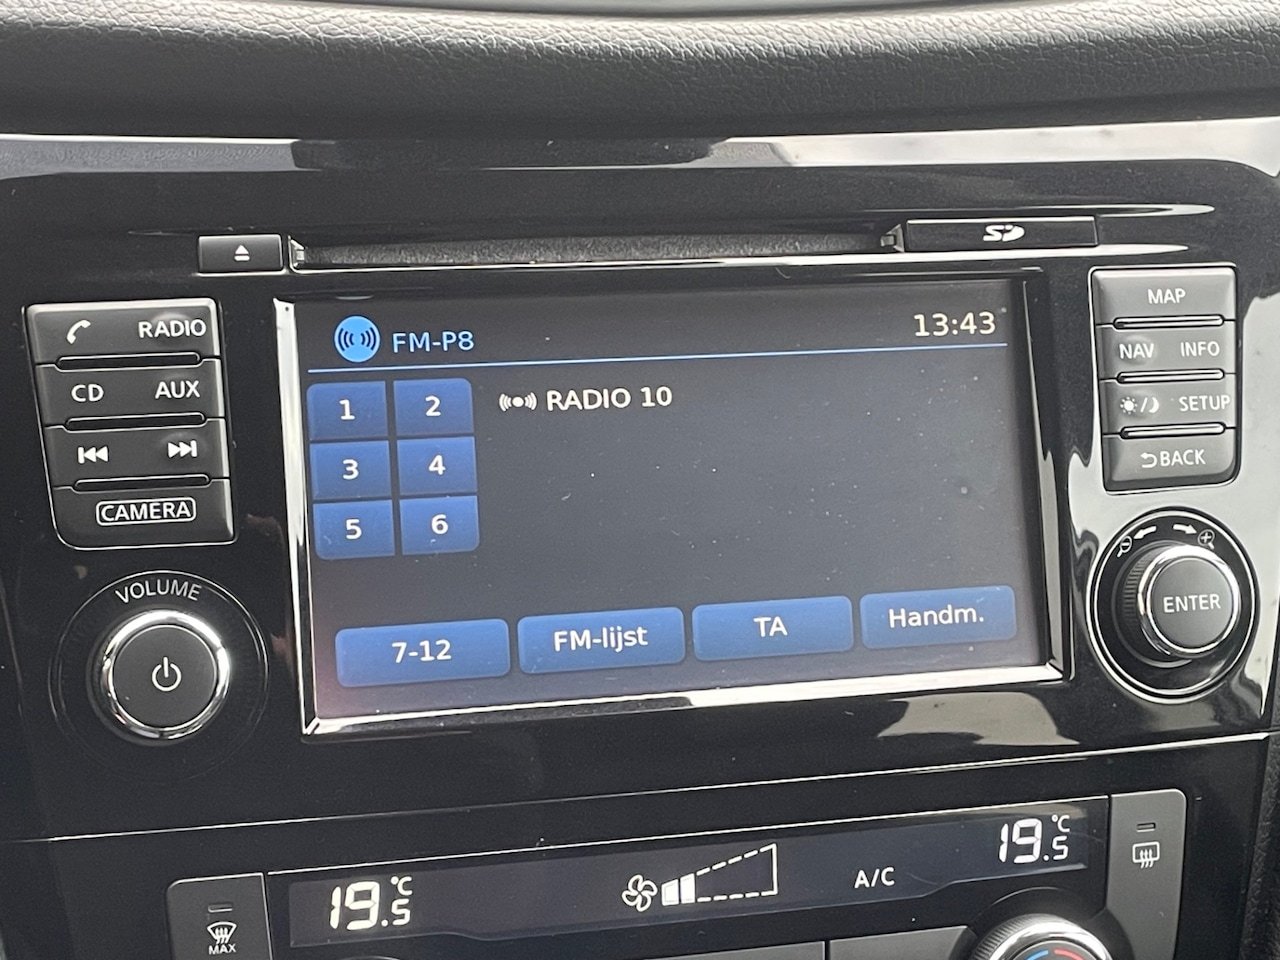 SD
RADIO
CD AUX
CAMERA
VOLUME
FM-P8
13:43
1 2
3 4
5 6
RADIO 10
7-12
FM-lijst
TA
Handm.
MAP
NAV INFO
SETUP
BACK
ENTER
19.5 °C
A/C
19.5 °C
MAX